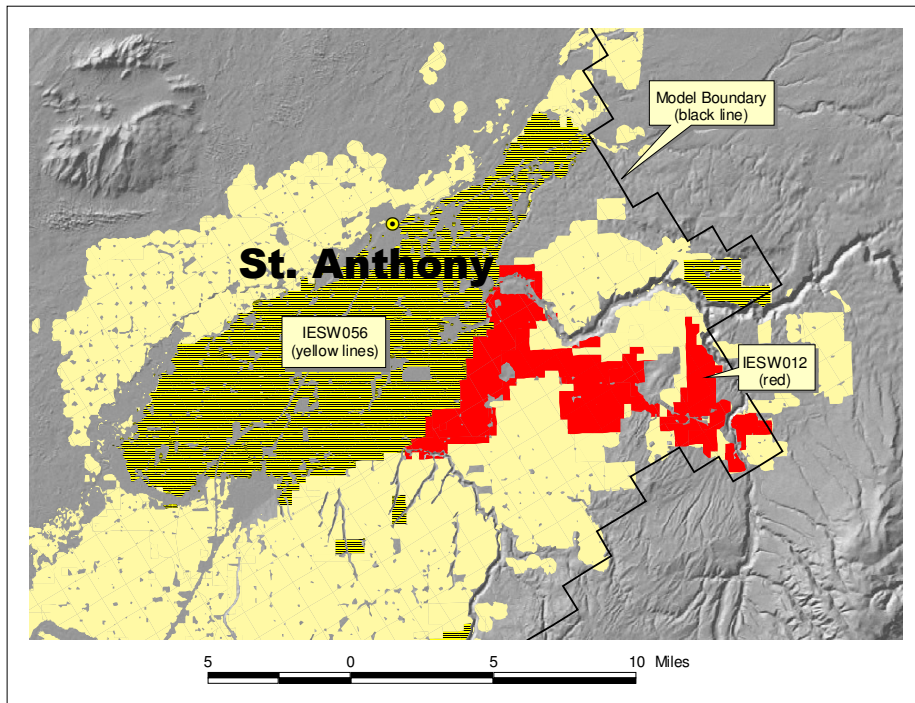 Model Boundary
(black line)
St. Anthony
IESW056
(yellow lines)
IESW012
(red)
5 0 5 10 Miles